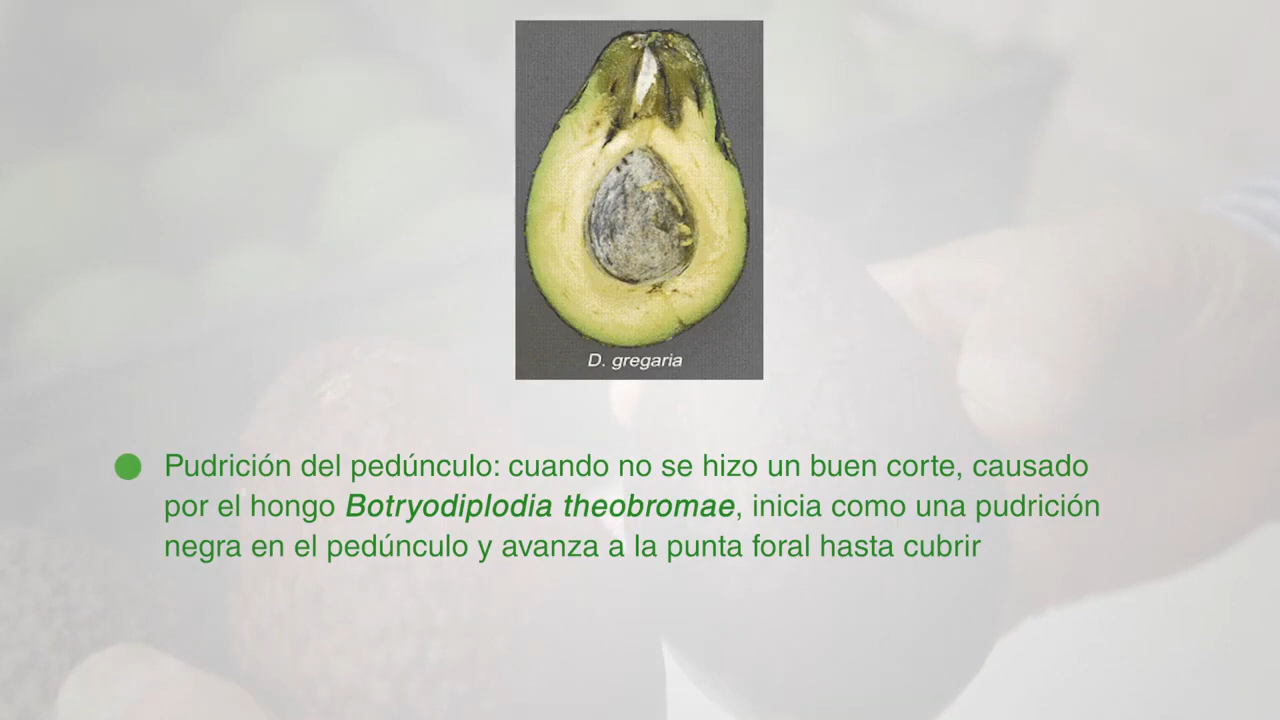 D. gregaria
Pudrición del pedúnculo: cuando no se hizo un buen corte, causado
por el hongo Botryodiplodia theobromae, inicia como una pudrición
negra en el pedúnculo y avanza a la punta foral hasta cubrir